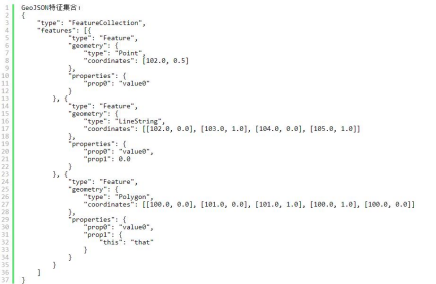 1 GeoJSON特征集合:
2 {
3 "type": "FeatureCollection",
4 "features": [{
5 "type": "Feature",
6 "geometry": {
7 "type": "Point",
8 "coordinates": [102.0, 0.5]
9 },
10 "properties": {
11 "prop0": "value0"
12 }
13 }, {
14 "type": "Feature",
15 "geometry": {
16 "type": "LineString",
17 "coordinates": [[102.0, 0.0], [103.0, 1.0], [104.0, 0.0], [105.0, 1.0]]
18 },
19 "properties": {
20 "prop0": "value0",
21 "prop1": 0.0
22 }
23 }, {
24 "type": "Feature",
25 "geometry": {
26 "type": "Polygon",
27 "coordinates": [[100.0, 0.0], [101.0, 0.0], [101.0, 1.0], [100.0, 1.0], [100.0, 0.0]]
28 },
29 "properties": {
30 "prop0": "value0",
31 "prop1": {
32 "this": "that"
33 }
34 }
35 }
36 ]
37 }